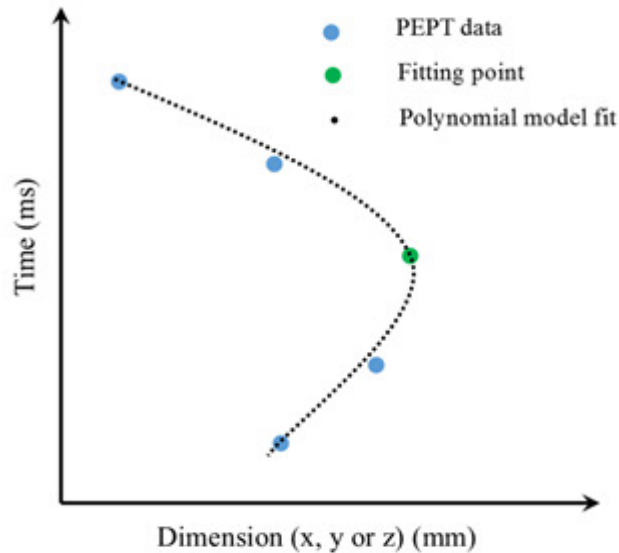 PEPT data
Fitting point
Polynomial model fit
Time (ms)
Dimension (x, y or z) (mm)